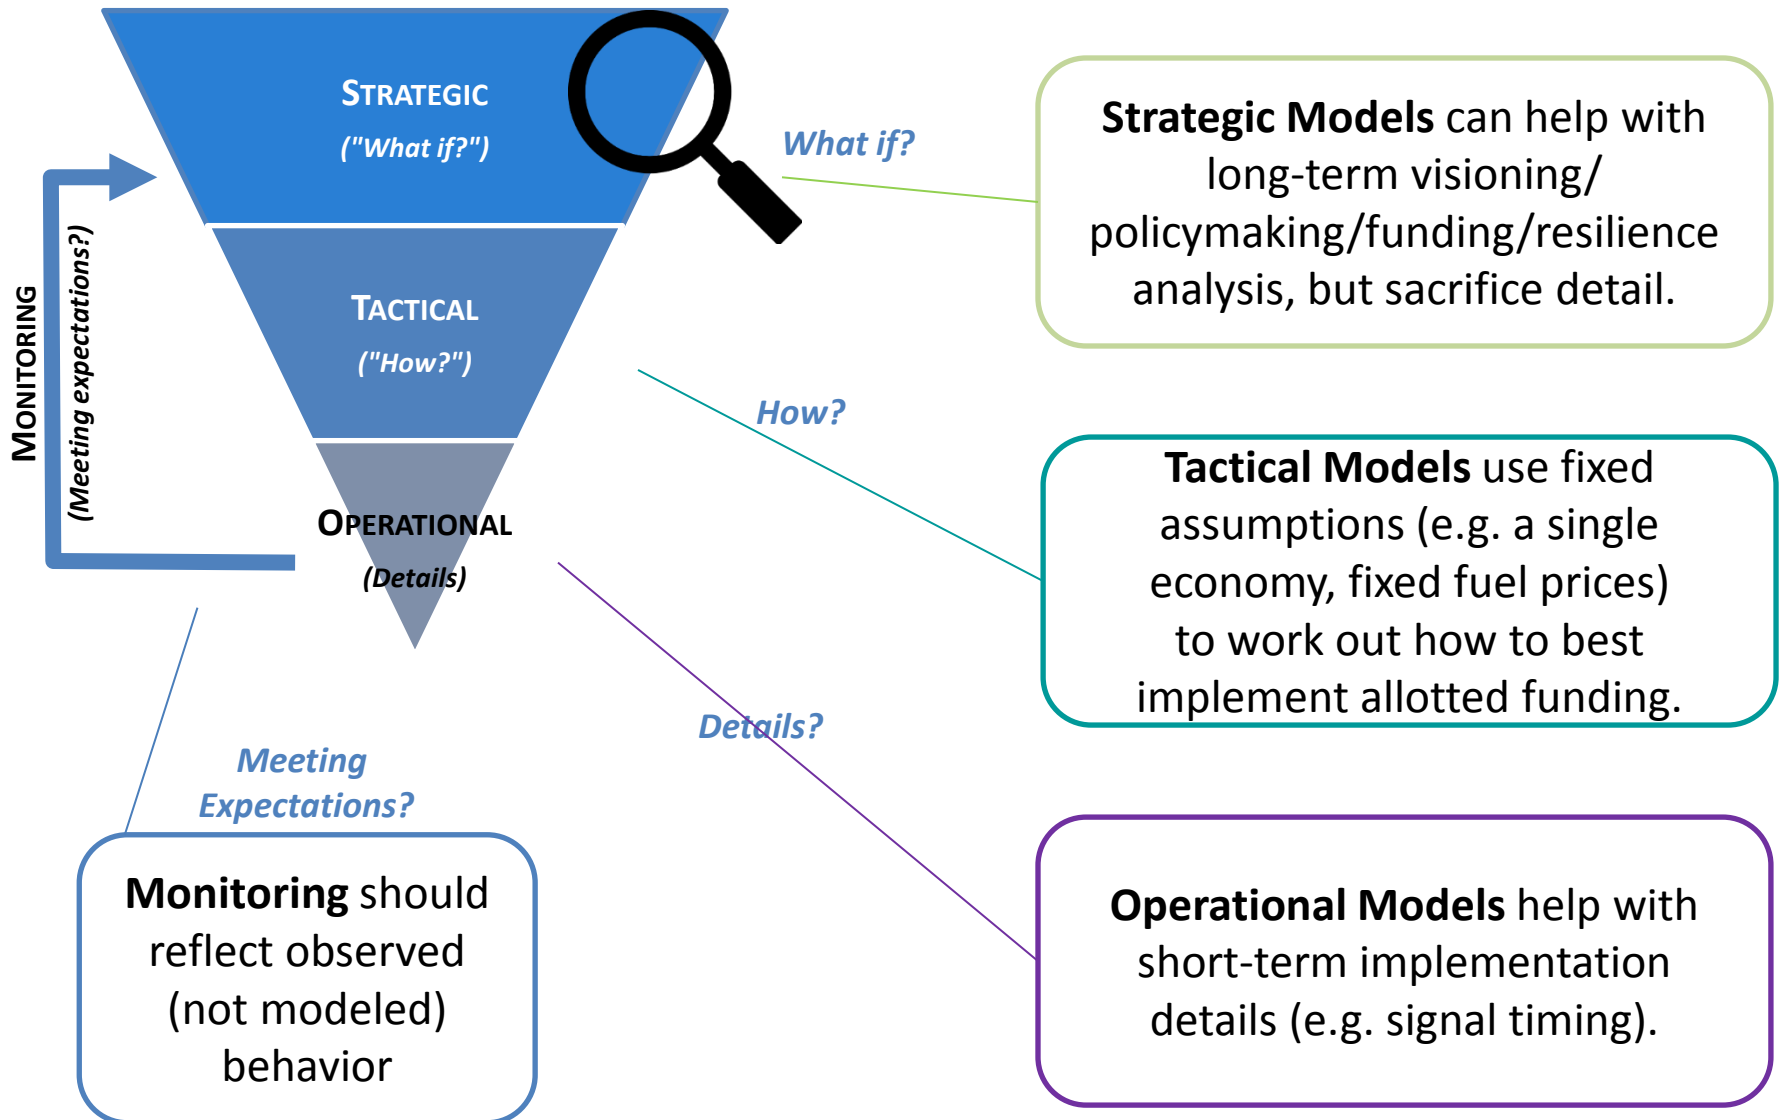 STRATEGIC
("What if?")
TACTICAL
("How?")
OPERATIONAL
(Details)
MONITORING
(Meeting expectations?)
What if?
Strategic Models can help with
long-term visioning/
policymaking/funding/resilience
analysis, but sacrifice detail.
How?
Tactical Models use fixed
assumptions (e.g. a single
economy, fixed fuel prices)
to work out how to best
implement allotted funding.
Details?
Operational Models help with
short-term implementation
details (e.g. signal timing).
Meeting
Expectations?
Monitoring should
reflect observed
(not modeled)
behavior